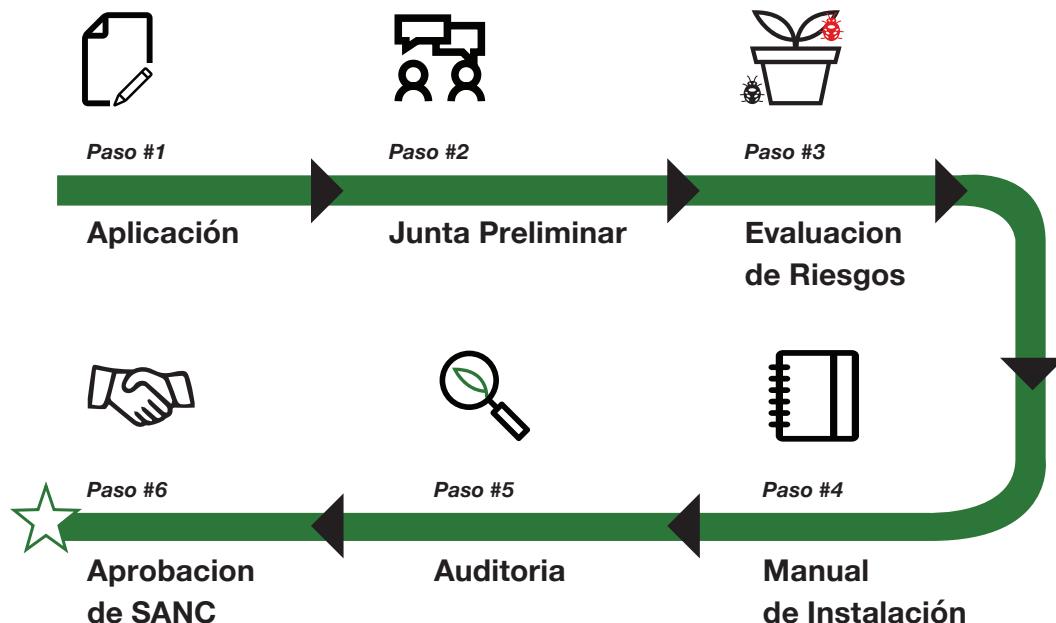 Paso #1
Aplicación
Paso #2
Junta Preliminar
Paso #3
Evaluacion
de Riesgos
Paso #4
Manual
de Instalación
Paso #5
Auditoria
Paso #6
Aprobacion
de SANC